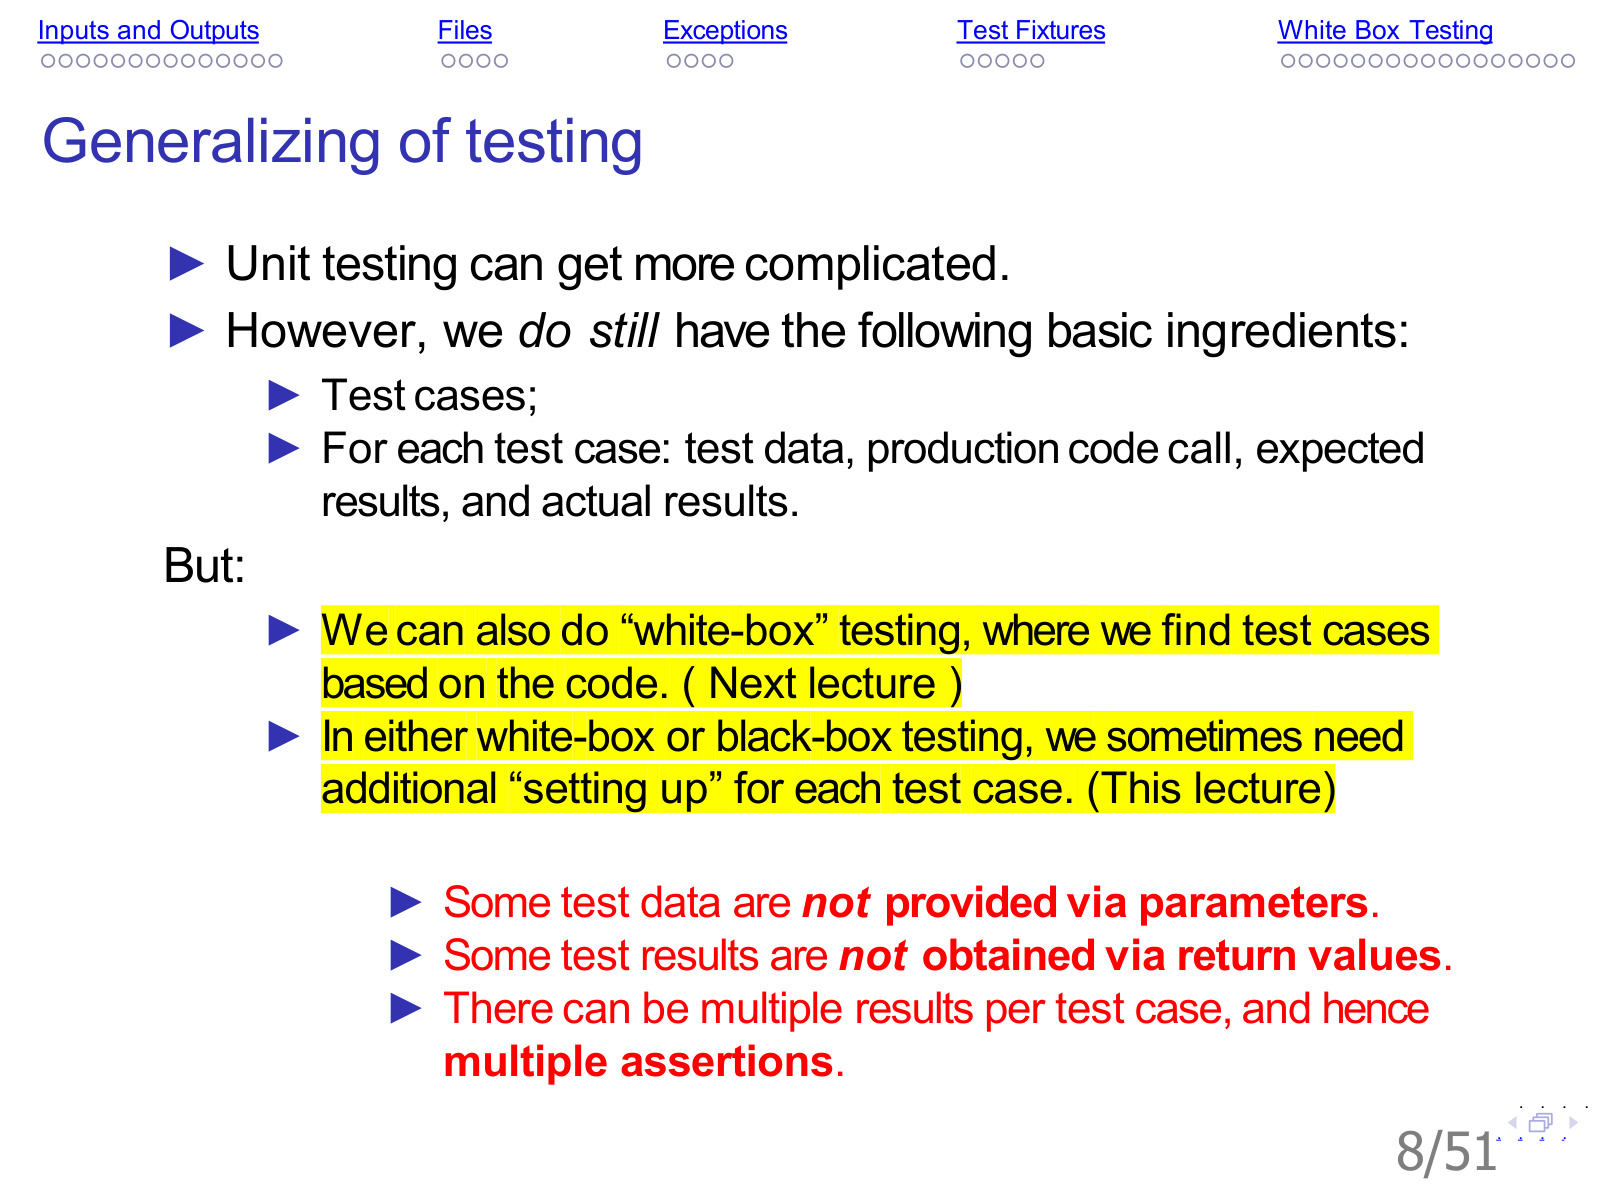 Inputs and Outputs Files Exceptions Test Fixtures White Box Testing
Generalizing of testing
Unit testing can get more complicated.
However, we do still have the following basic ingredients:
Test cases;
For each test case: test data, production code call, expected
results, and actual results.
But:
We can also do “white-box” testing, where we find test cases
based on the code. ( Next lecture )
In either white-box or black-box testing, we sometimes need
additional “setting up” for each test case. (This lecture)
Some test data are not provided via parameters.
Some test results are not obtained via return values.
There can be multiple results per test case, and hence
multiple assertions.
8/51